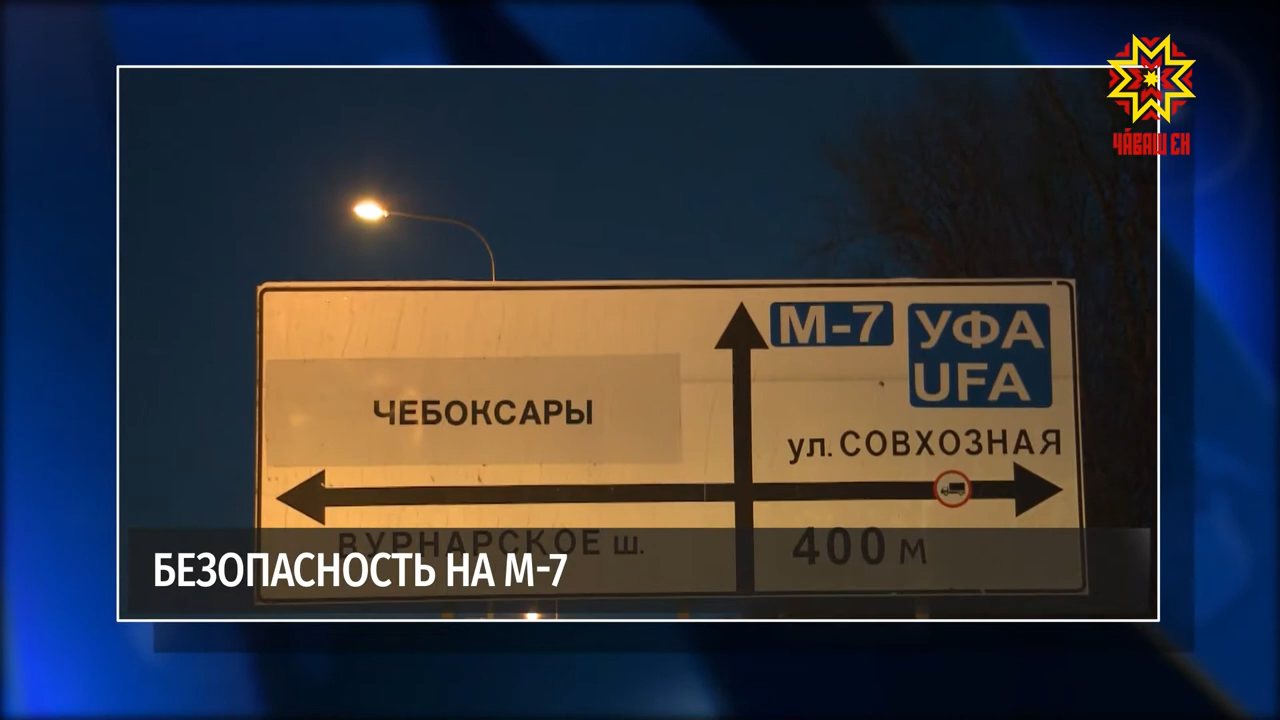 ЧӐВАШ ЕН
М-7
УФА
UFA
ЧЕБОКСАРЫ
ул. СОВХОЗНАЯ
ВУРНАРСКОЕ ш.
400 м
БЕЗОПАСНОСТЬ НА М-7